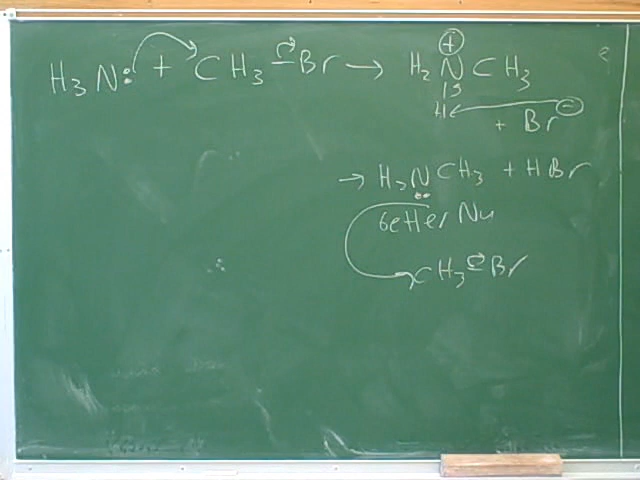 H3N: + CH3-Br → H2N⊕CH3
H
+ Br⊖
→ H2NCH3 + HBr
better Nu
CH3-Br